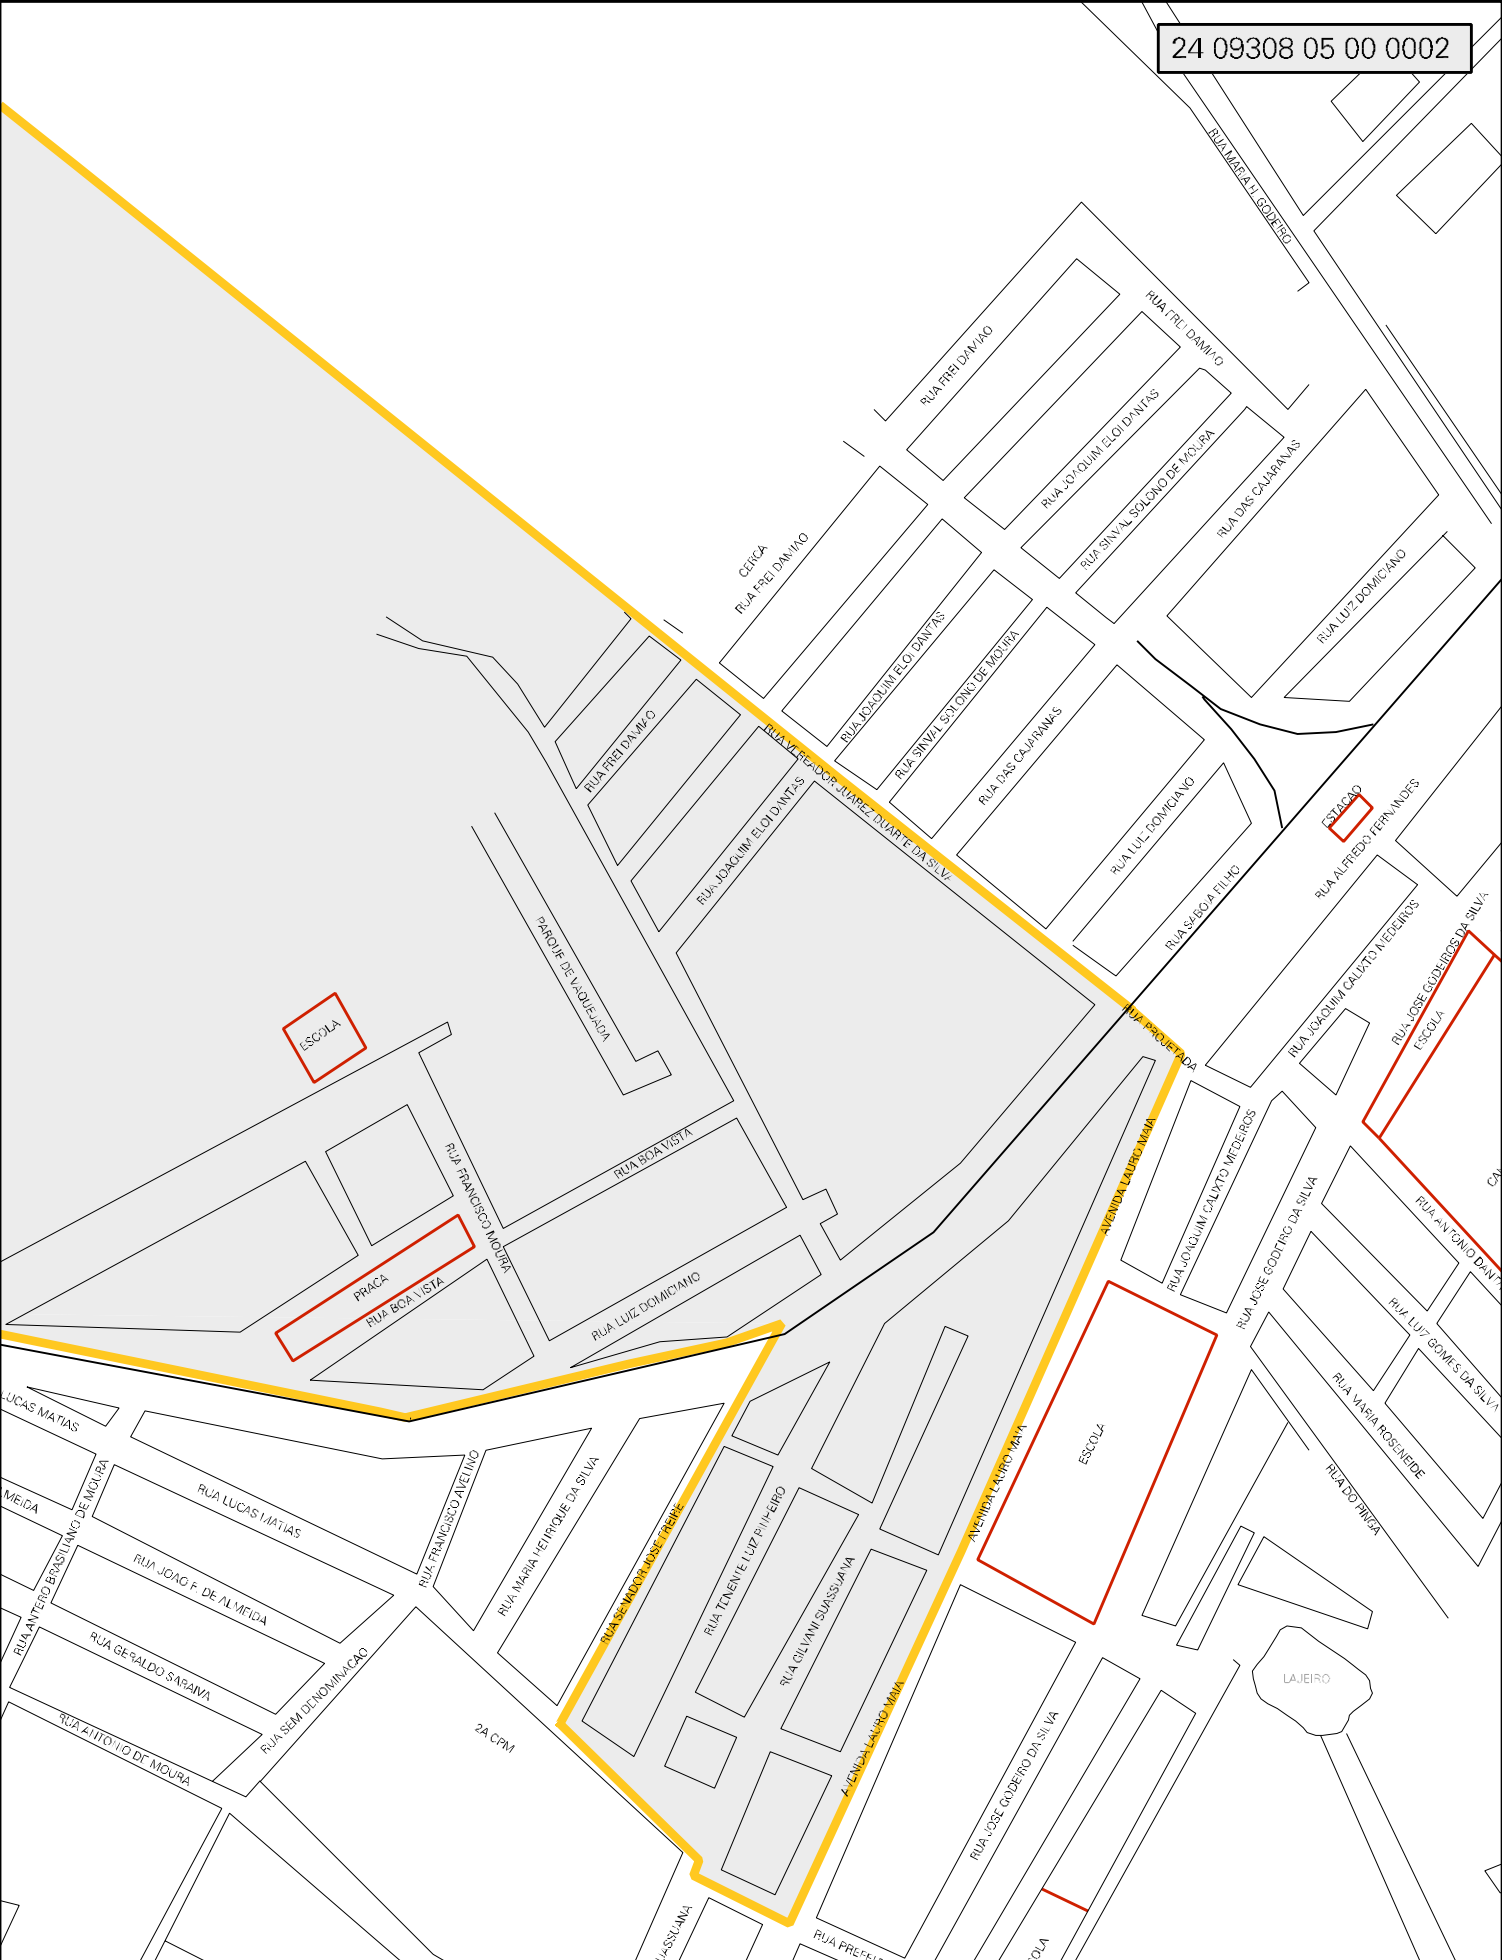 24 09308 05 00 0002
RUA MARIA H. GODEIRO
RUA FREI DAMIAO
RUA FREI DAMIAO
RUA JOAQUIM ELOI DANTAS
RUA SINVAL SOLONO DE MOURA
RUA DAS CAJARANAS
CERCA
RUA FREI DAMIAO
RUA LUIZ DOMICIANO
RUA JOAQUIM ELOI DANTAS
RUA SINVAL SOLONO DE MOURA
RUA DAS CAJARANAS
RUA FREI DAMIAO
RUA VEREADOR JUAREZ DUARTE DA SILVA
RUA JOAQUIM ELOI DANTAS
RUA LUIZ DOMICIANO
ESTACAO
RUA ALFREDO FERNANDES
RUA SABOJA FILHO
RUA JOAQUIM CALIXTO MEDEIROS
RUA JOSE GODEIROS DA SILVA
ESCOLA
PARQUE DE VAQUEJADA
ESCOLA
RUA PROJETADA
AVENIDA LAURO MAIA
RUA JOAQUIM CALIXTO MEDEIROS
RUA JOSE GODEIRO DA SILVA
RUA BOA VISTA
RUA FRANCISCO MOURA
PRACA
RUA BOA VISTA
RUA LUIZ DOMICIANO
RUA ANTONIO DANTA
RUA LUIZ GOMES DA SILVA
RUA MARIA ROSENEIDE
RUA DO PINGA
ESCOLA
AVENIDA LAURO MAIA
LUCAS MATIAS
MEIDA
RUA LUCAS MATIAS
RUA FRANCISCO AVELINO
RUA MARIA HENRIQUE DA SILVA
RUA SENADOR JOSE FREIRE
RUA TENENTE LUIZ PINHEIRO
RUA GILVANI SUASSUANA
RUA ANTERO BRASILIANO DE MOURA
RUA JOAO F. DE ALMEIDA
RUA GERALDO SARAIVA
RUA SEM DENOMINACAO
RUA ANTONIO DE MOURA
2A CPM
AVENIDA LAURO MAIA
LAJEIRO
RUA JOSE GODEIRO DA SILVA
ASSUANA
RUA PREFEI
OLA